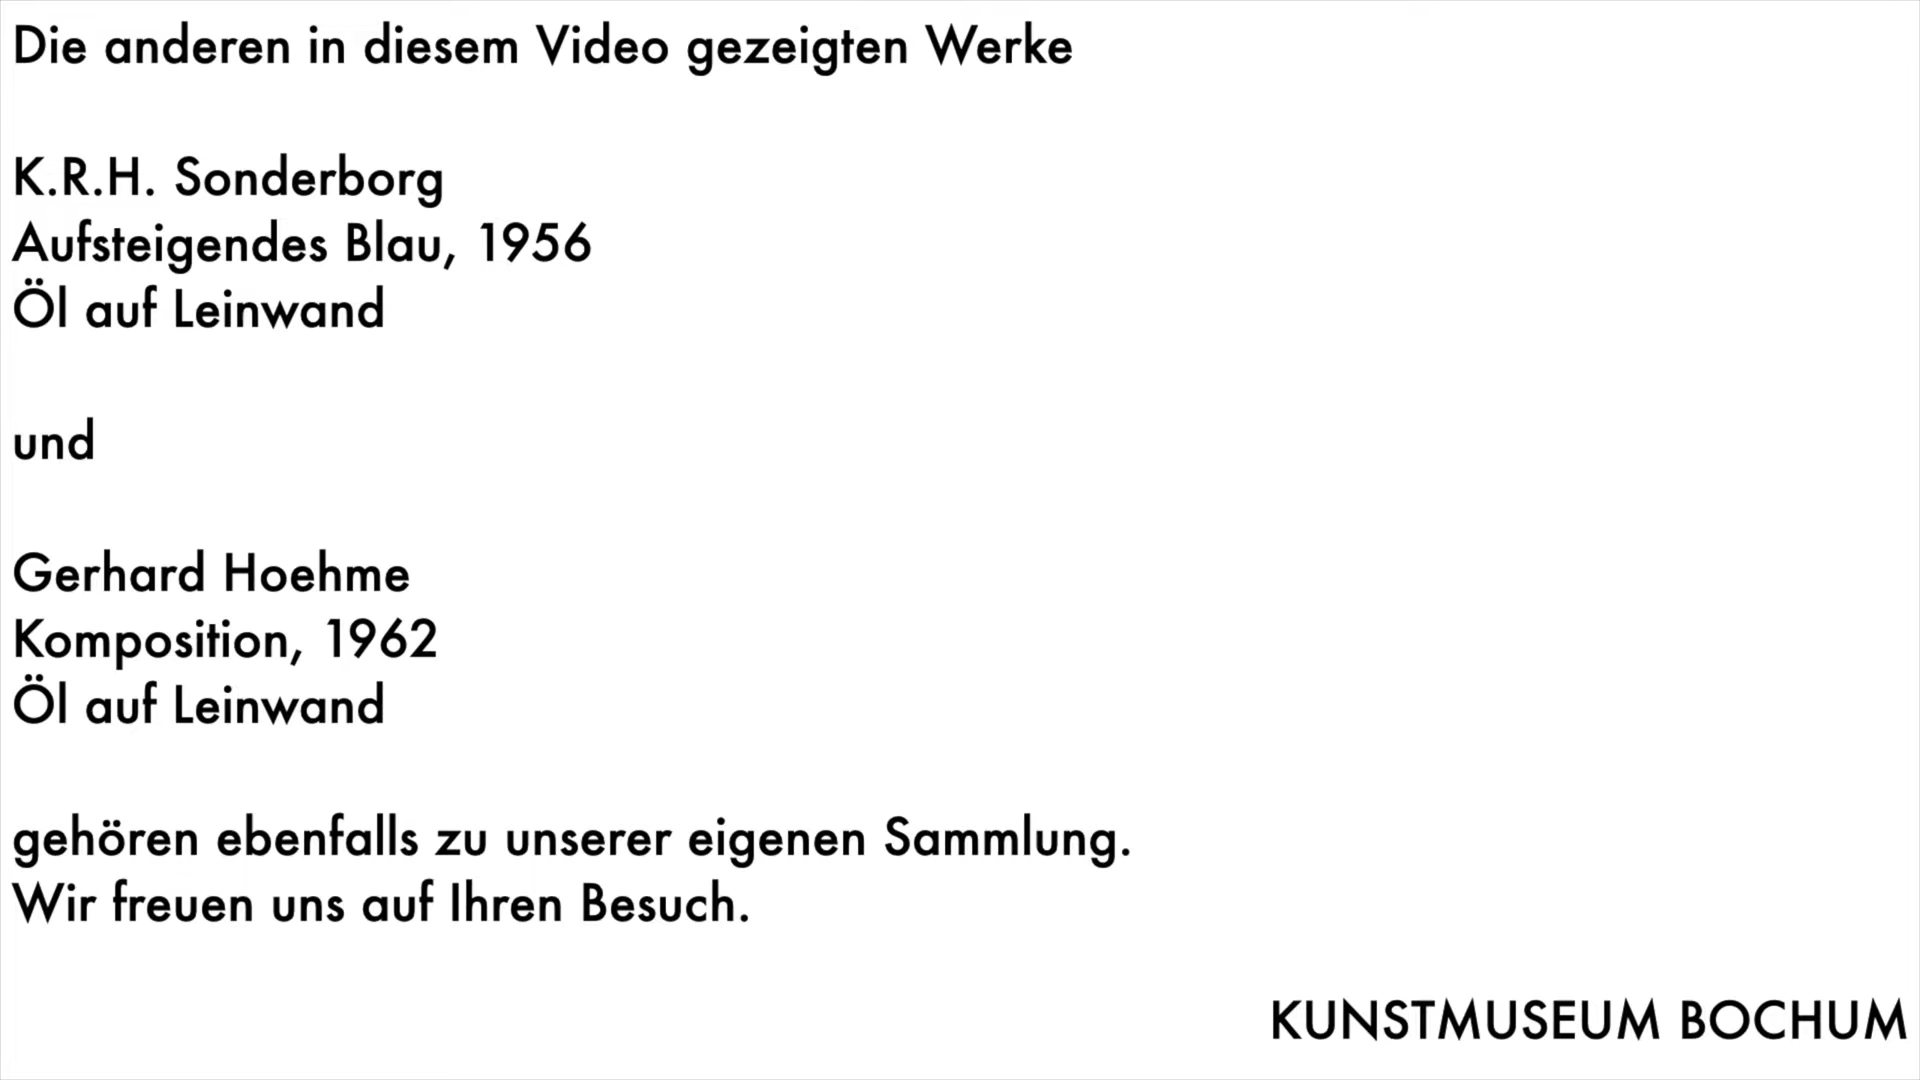 Die anderen in diesem Video gezeigten Werke
K.R.H. Sonderborg
Aufsteigendes Blau, 1956
Öl auf Leinwand
und
Gerhard Hoehme
Komposition, 1962
Öl auf Leinwand
gehören ebenfalls zu unserer eigenen Sammlung.
Wir freuen uns auf Ihren Besuch.
KUNSTMUSEUM BOCHUM